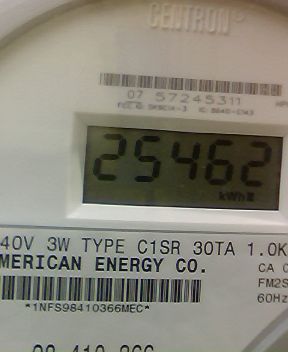 CENTRON®
07 57245311
25462
kWh
40V 3W TYPE C1SR 30TA 1.0K
MERICAN ENERGY CO.
CA
FM2S
60Hz
*1NFS98410366MEC*